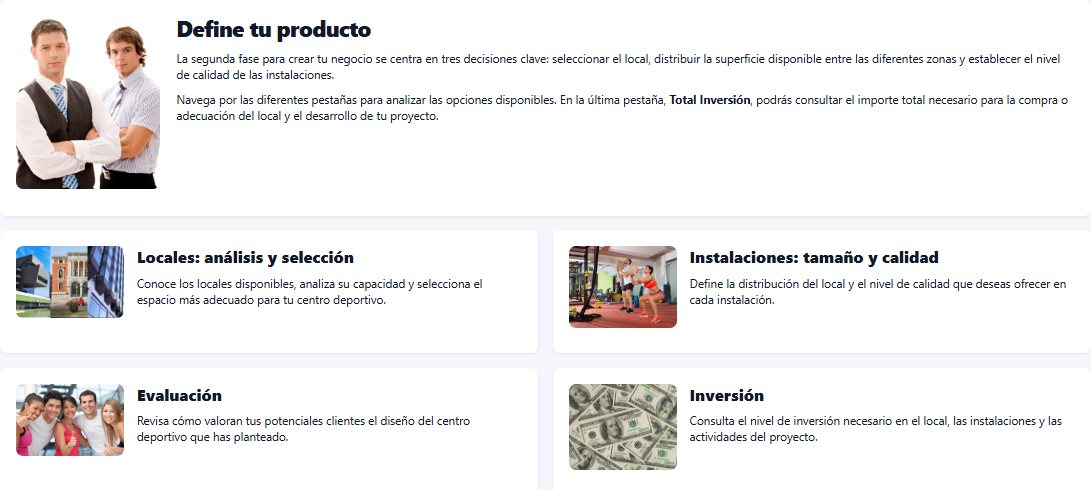 Define tu producto
La segunda fase para crear tu negocio se centra en tres decisiones clave: seleccionar el local, distribuir la superficie disponible entre las diferentes zonas y establecer el nivel
de calidad de las instalaciones.
Navega por las diferentes pestañas para analizar las opciones disponibles. En la última pestaña, Total Inversión, podrás consultar el importe total necesario para la compra o
adecuación del local y el desarrollo de tu proyecto.
Locales: análisis y selección
Conoce los locales disponibles, analiza su capacidad y selecciona el
espacio más adecuado para tu centro deportivo.
Instalaciones: tamaño y calidad
Define la distribución del local y el nivel de calidad que deseas ofrecer en
cada instalación.
Evaluación
Revisa cómo valoran tus potenciales clientes el diseño del centro
deportivo que has planteado.
Inversión
Consulta el nivel de inversión necesario en el local, las instalaciones y las
actividades del proyecto.